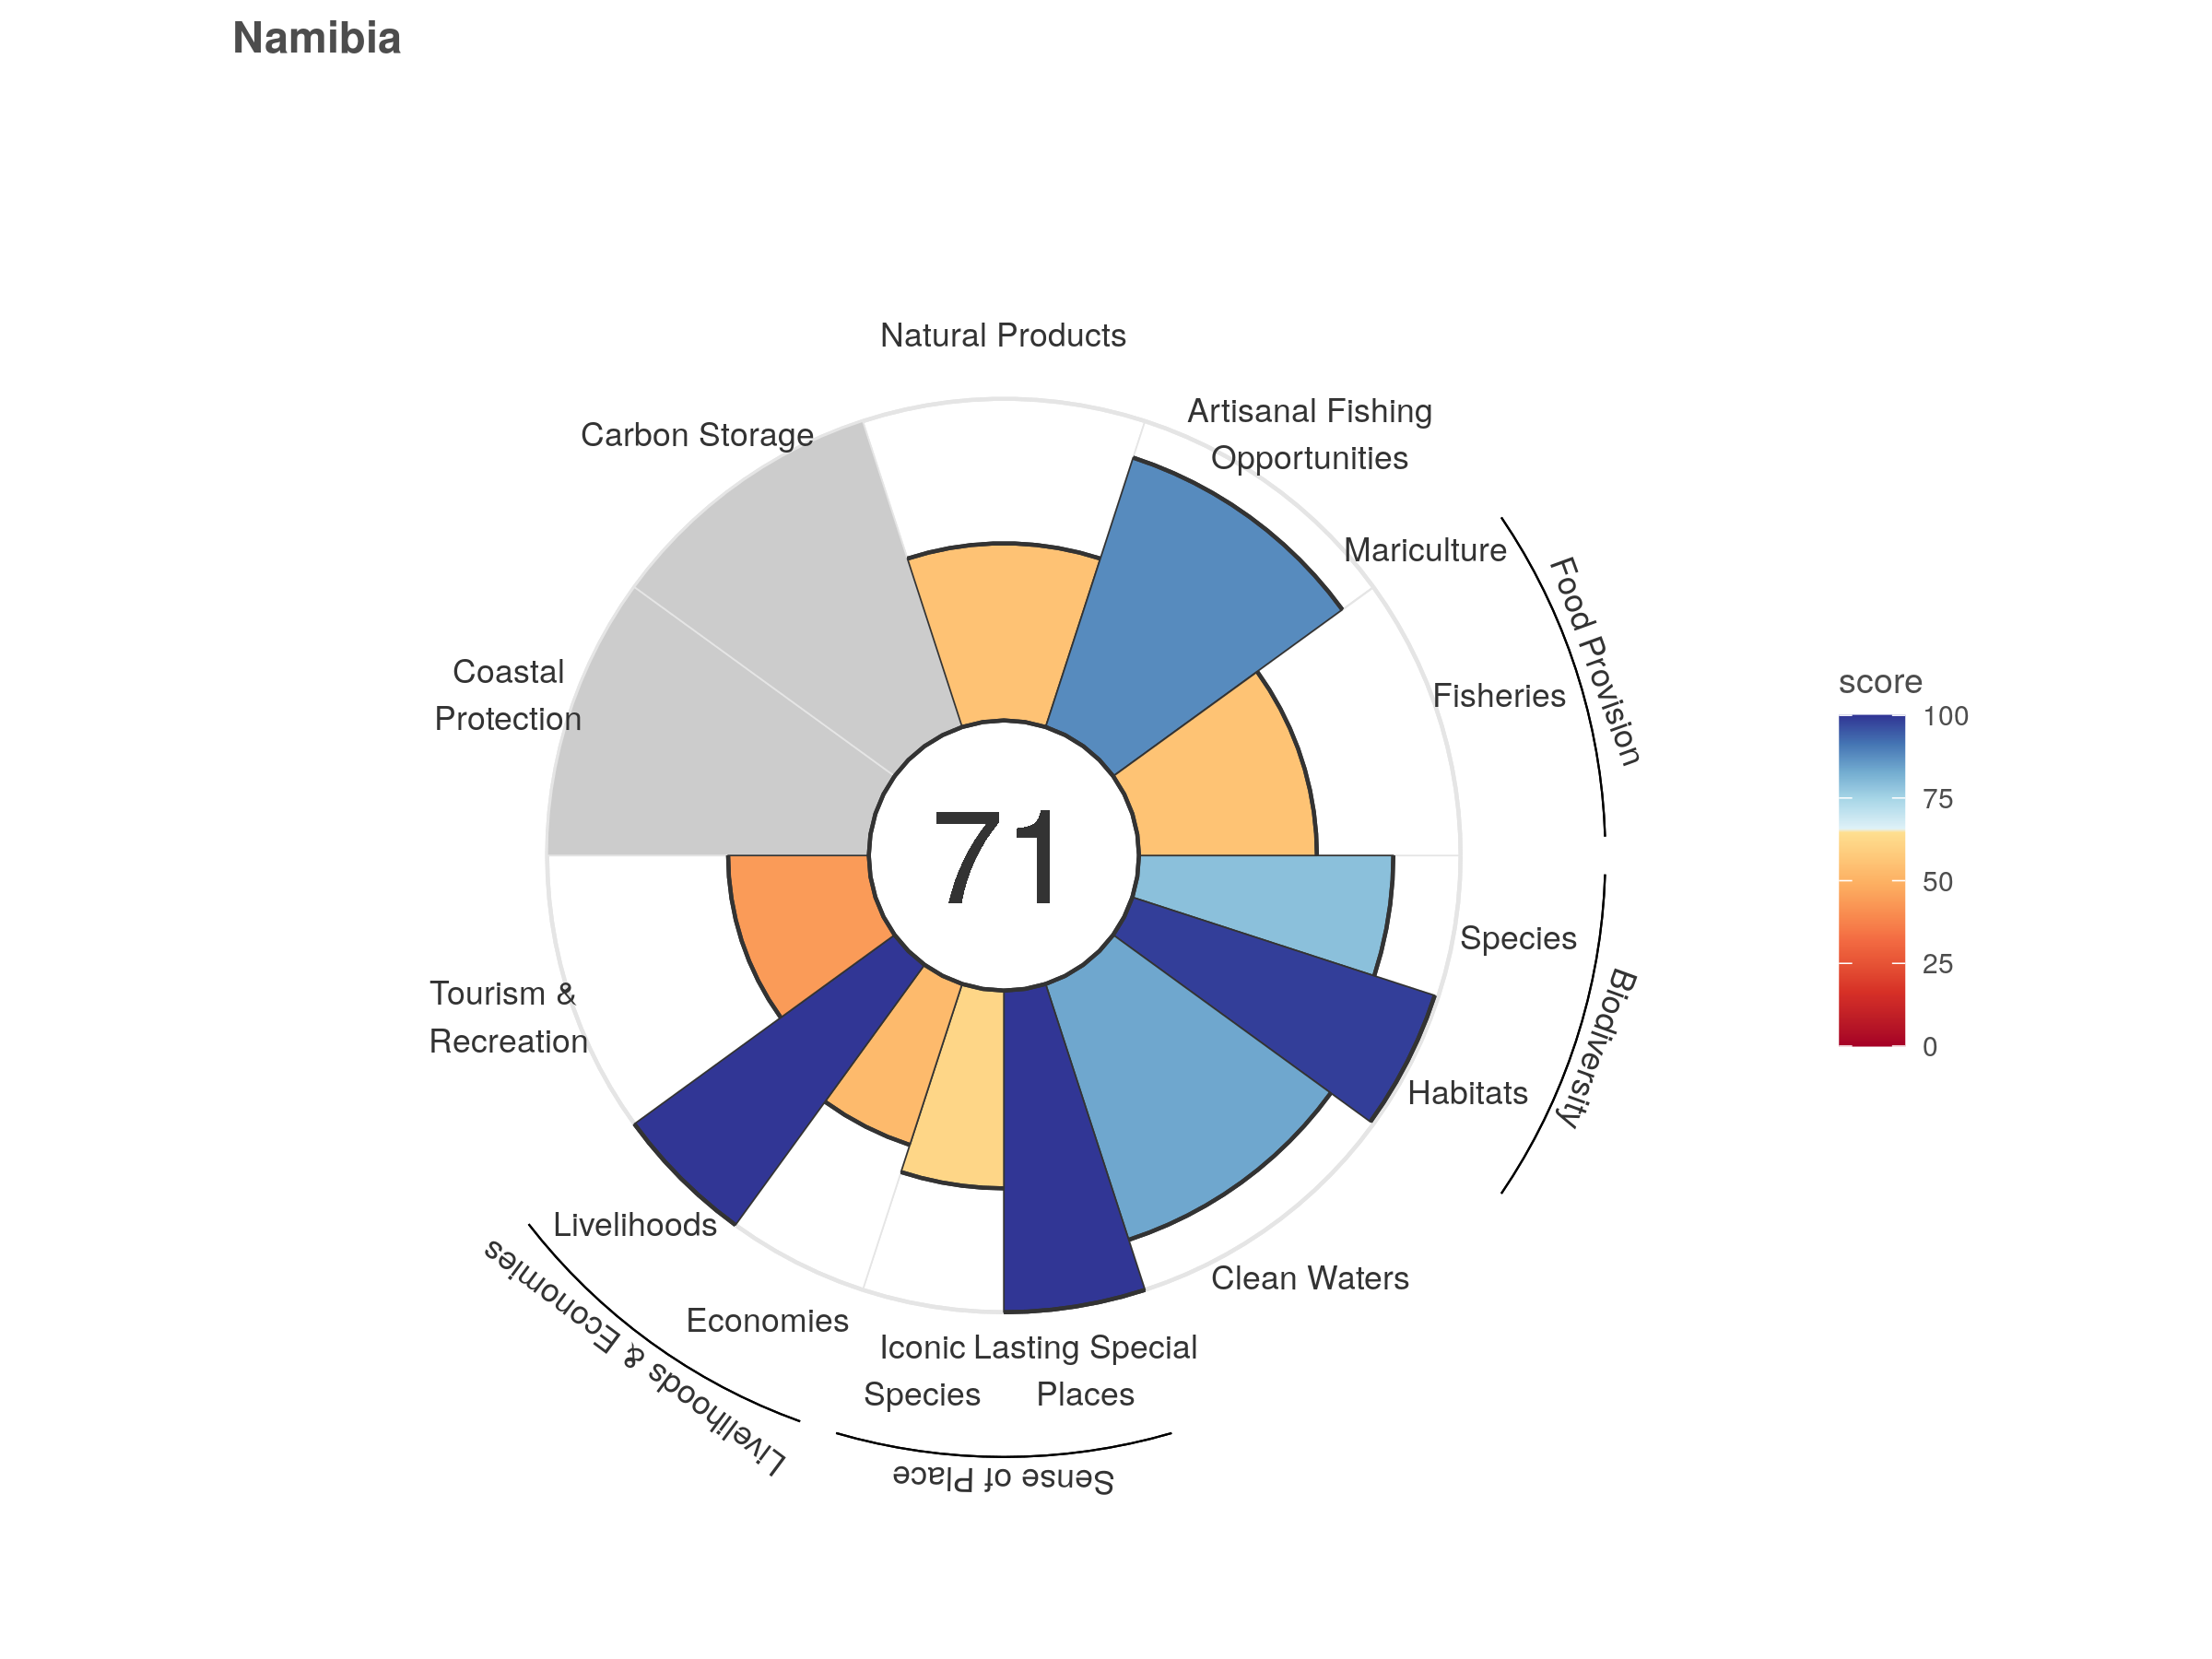 Namibia
Natural Products
Artisanal Fishing
Opportunities
Carbon Storage
Mariculture
Food Provision
Coastal
Protection
Fisheries
score
100
75
50
25
0
71
Species
Biodiversity
Tourism &
Recreation
Habitats
Livelihoods
Clean Waters
Economies
Livelihoods & Economies
Iconic
Species
Lasting Special
Places
Sense of Place